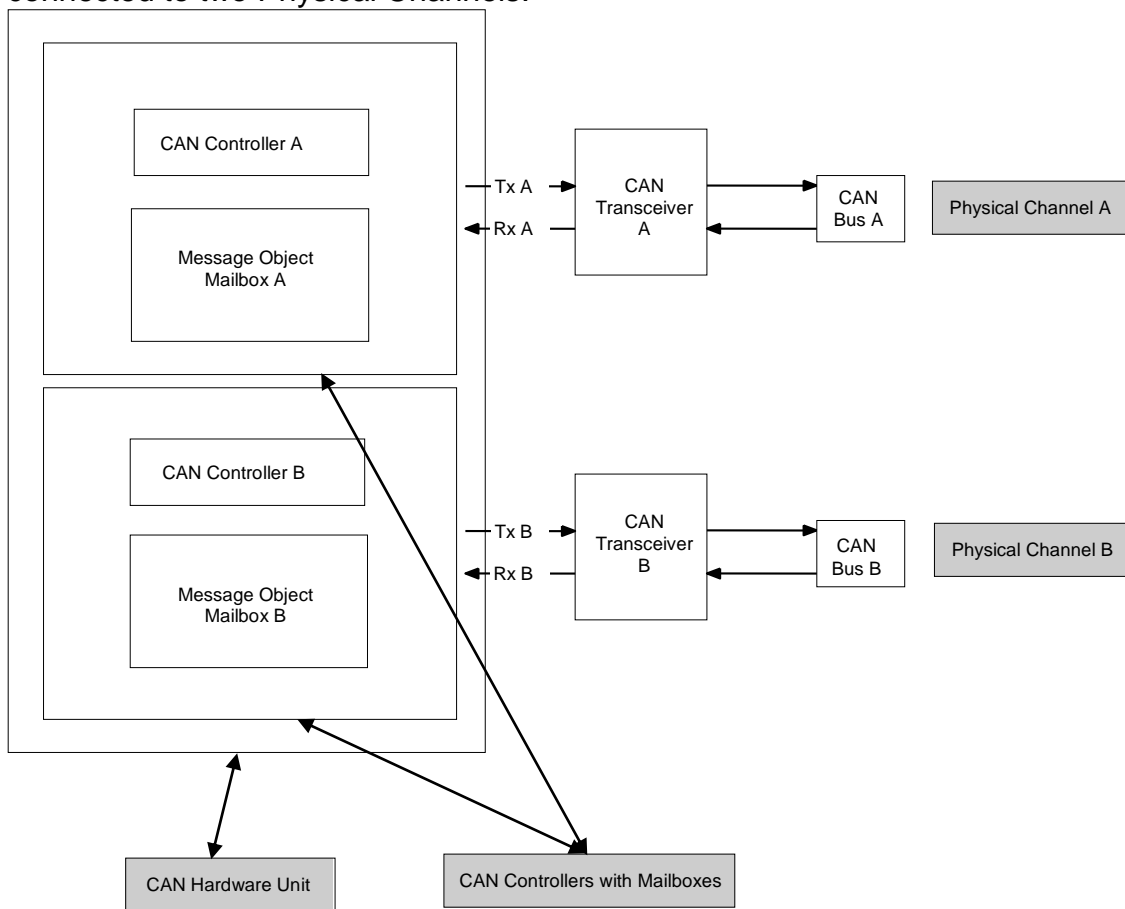 connected to two Physical Channels.
CAN Controller A
Message Object
Mailbox A
Tx A
Rx A
CAN
Transceiver
A
CAN
Bus A
Physical Channel A
CAN Controller B
Message Object
Mailbox B
Tx B
Rx B
CAN
Transceiver
B
CAN
Bus B
Physical Channel B
CAN Hardware Unit
CAN Controllers with Mailboxes